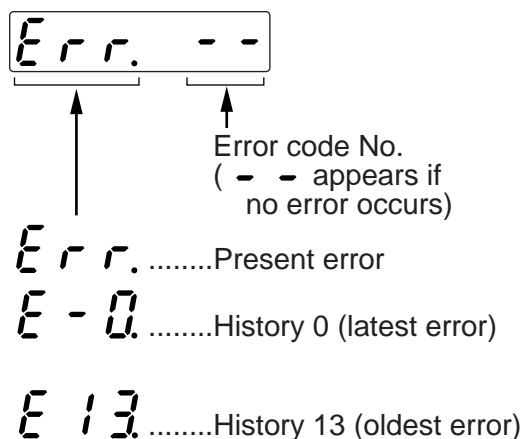 Err. - -
Error code No.
( - - appears if
no error occurs)
Err. ........Present error
E - 0. ........History 0 (latest error)
E 13. ........History 13 (oldest error)